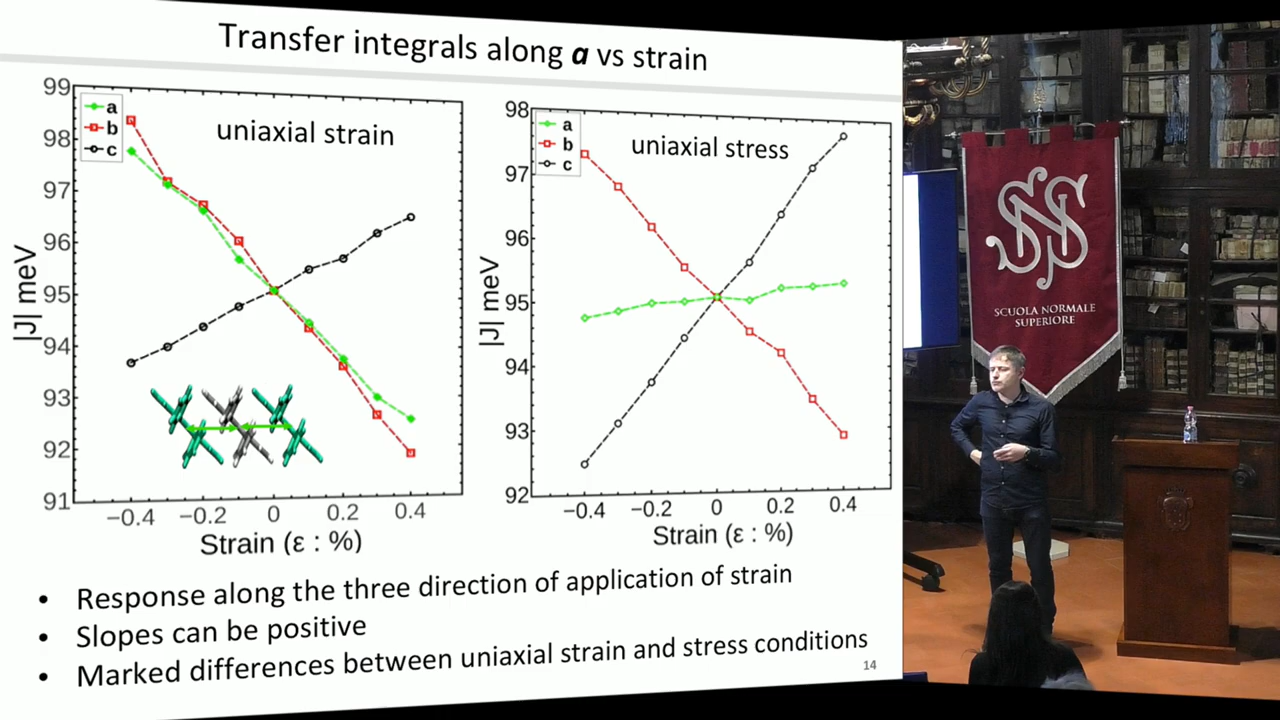 Transfer integrals along a vs strain
99
98
97
96
95
94
93
92
91
|J| meV
a
b
c
uniaxial strain
−0.4 −0.2 0 0.2 0.4
Strain (ε : %)
98
97
96
95
94
93
92
|J| meV
a
b
c
uniaxial stress
−0.4 −0.2 0 0.2 0.4
Strain (ε : %)
• Response along the three direction of application of strain
• Slopes can be positive
• Marked differences between uniaxial strain and stress conditions
14
SNS
SCUOLA NORMALE
SUPERIORE